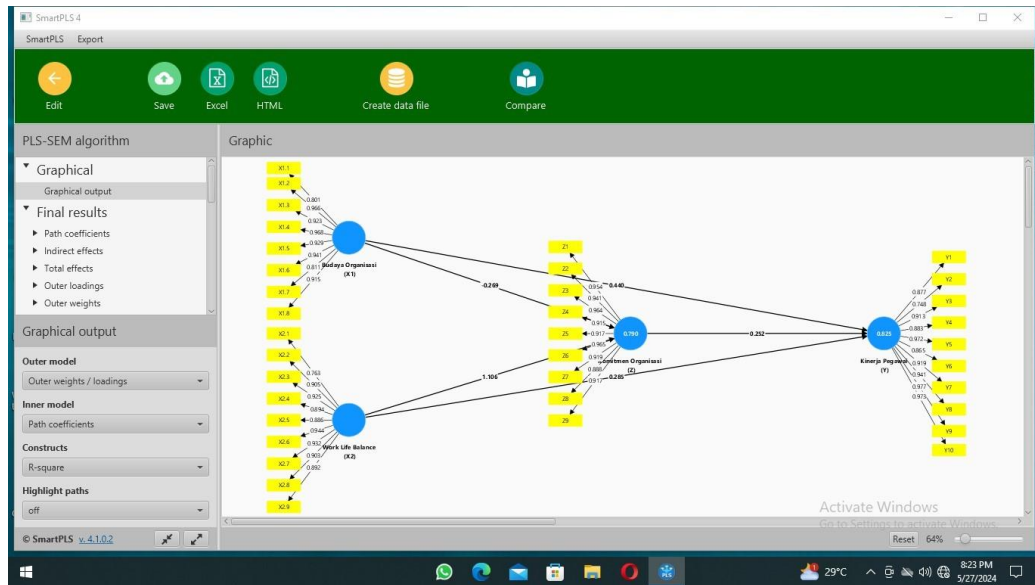 SmartPLS 4
SmartPLS Export
Edit Save Excel HTML Create data file Compare
PLS-SEM algorithm
Graphical
Graphical output
Final results
Path coefficients
Indirect effects
Total effects
Outer loadings
Outer weights
Graphical output
Outer model
Outer weights / loadings
Inner model
Path coefficients
Constructs
R-square
Highlight paths
off
© SmartPLS v. 4.1.0.2
Graphic
X1.1
X1.2
X1.3
X1.4
X1.5
X1.6
X1.7
X1.8
0.801
0.966
0.923
0.968
0.929
0.941
0.811
0.915
Budaya Organisasi
(X1)
X2.1
X2.2
X2.3
X2.4
X2.5
X2.6
X2.7
X2.8
X2.9
0.763
0.905
0.925
0.894
0.886
0.944
0.932
0.903
0.892
Work Life Balance
(X2)
-0.269
0.440
1.106
0.285
0.252
Z1
Z2
Z3
Z4
Z5
Z6
Z7
Z8
Z9
0.954
0.941
0.964
0.915
0.917
0.965
0.919
0.888
0.917
0.790
Komitmen Organisasi
(Z)
0.825
Kinerja Pegawai
(Y)
0.877
0.748
0.913
0.883
0.972
0.865
0.919
0.941
0.977
0.973
Y1
Y2
Y3
Y4
Y5
Y6
Y7
Y8
Y9
Y10
Activate Windows
Go to Settings to activate Windows.
Reset 64%
29°C
8:23 PM
5/27/2024